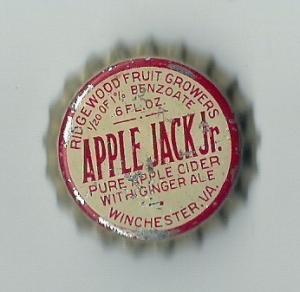 RIDGEWOOD FRUIT GROWERS
1/20 OF 1% BENZOATE
6 FL. OZ.
APPLE JACK Jr.
PURE APPLE CIDER
WITH GINGER ALE
WINCHESTER, VA.